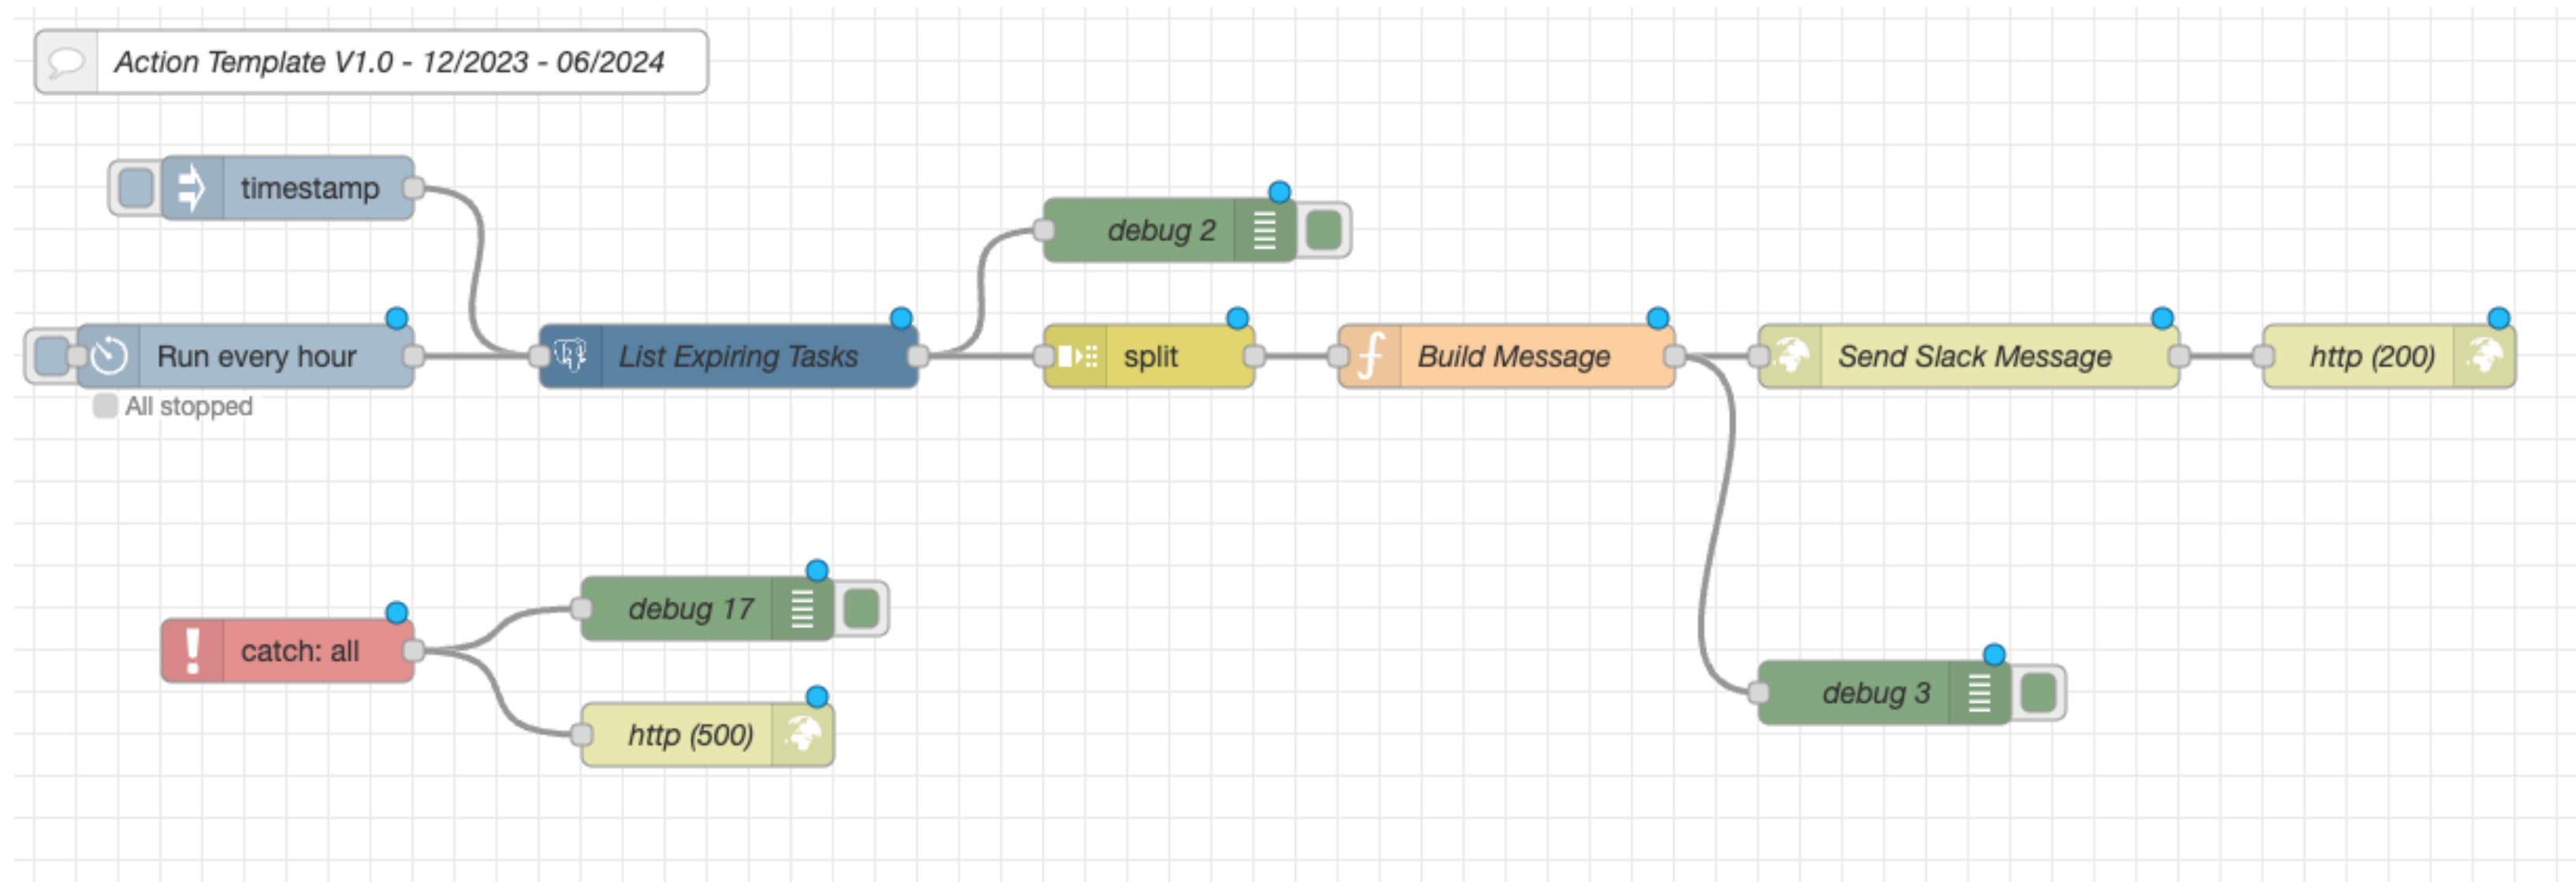 Action Template V1.0 - 12/2023 - 06/2024
timestamp
debug 2
Run every hour
List Expiring Tasks
split
Build Message
Send Slack Message
http (200)
All stopped
debug 17
catch: all
debug 3
http (500)